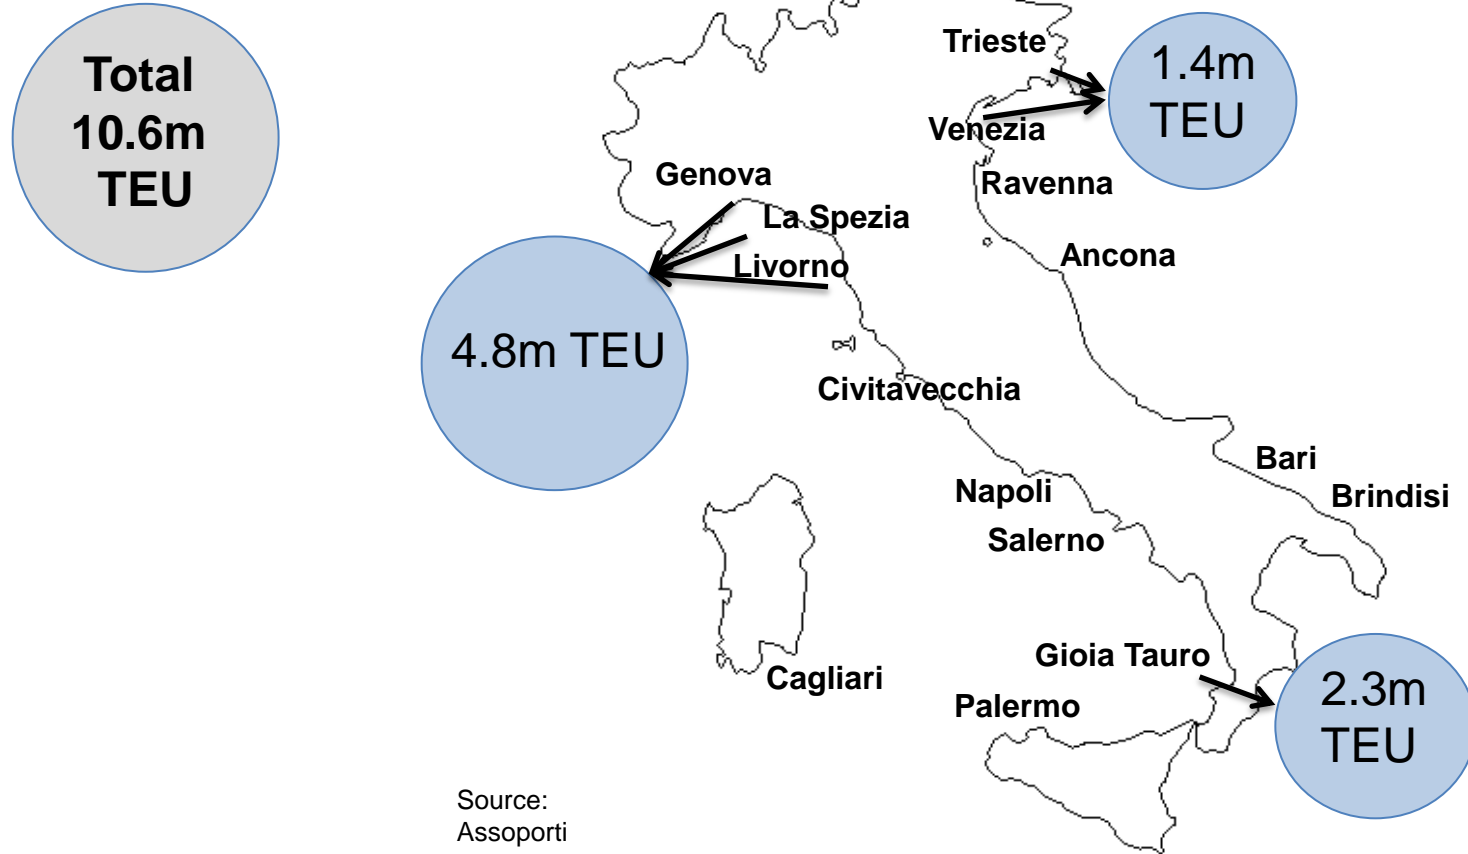 Total
10.6m
TEU
Trieste
1.4m
TEU
Venezia
Genova
Ravenna
La Spezia
Livorno
Ancona
4.8m TEU
Civitavecchia
Bari
Napoli
Brindisi
Salerno
Gioia Tauro
Cagliari
Palermo
2.3m
TEU
Source:
Assoporti